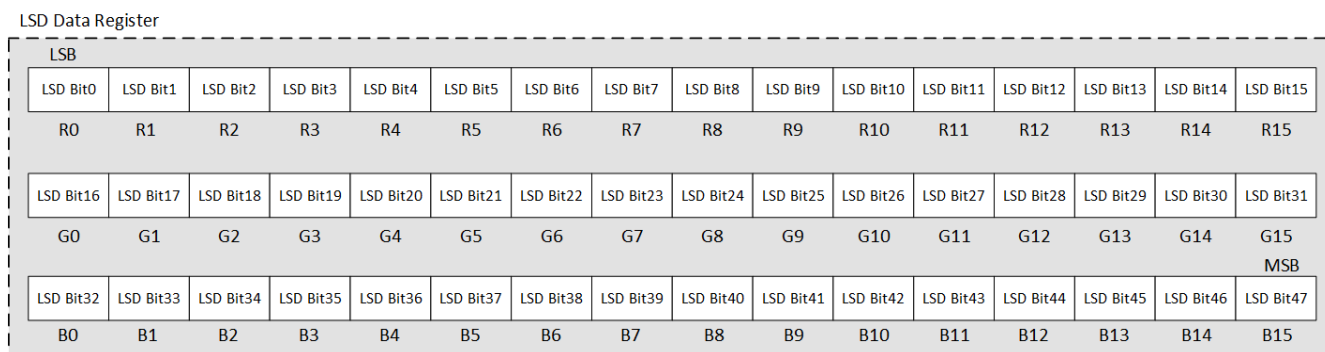 LSD Data Register
LSB
LSD Bit0 LSD Bit1 LSD Bit2 LSD Bit3 LSD Bit4 LSD Bit5 LSD Bit6 LSD Bit7 LSD Bit8 LSD Bit9 LSD Bit10 LSD Bit11 LSD Bit12 LSD Bit13 LSD Bit14 LSD Bit15
R0 R1 R2 R3 R4 R5 R6 R7 R8 R9 R10 R11 R12 R13 R14 R15
LSD Bit16 LSD Bit17 LSD Bit18 LSD Bit19 LSD Bit20 LSD Bit21 LSD Bit22 LSD Bit23 LSD Bit24 LSD Bit25 LSD Bit26 LSD Bit27 LSD Bit28 LSD Bit29 LSD Bit30 LSD Bit31
G0 G1 G2 G3 G4 G5 G6 G7 G8 G9 G10 G11 G12 G13 G14 G15
MSB
LSD Bit32 LSD Bit33 LSD Bit34 LSD Bit35 LSD Bit36 LSD Bit37 LSD Bit38 LSD Bit39 LSD Bit40 LSD Bit41 LSD Bit42 LSD Bit43 LSD Bit44 LSD Bit45 LSD Bit46 LSD Bit47
B0 B1 B2 B3 B4 B5 B6 B7 B8 B9 B10 B11 B12 B13 B14 B15